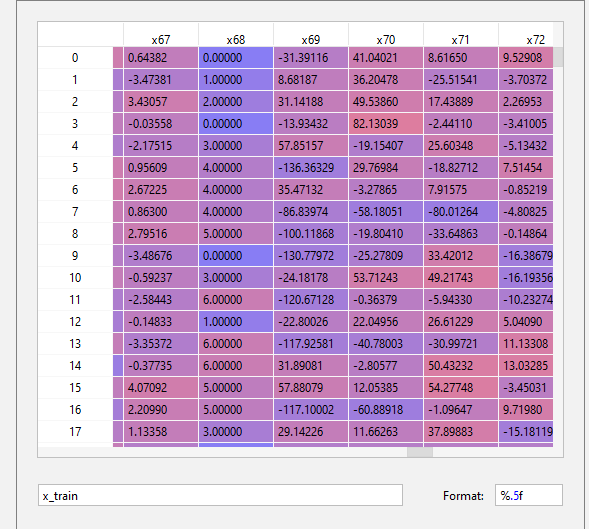 x67 x68 x69 x70 x71 x72
0 0.64382 0.00000 -31.39116 41.04021 8.61650 9.52908
1 -3.47381 1.00000 8.68187 36.20478 -25.51541 -3.70372
2 3.43057 2.00000 31.14188 49.53860 17.43889 2.26953
3 -0.03558 0.00000 -13.93432 82.13039 -2.44110 -3.41005
4 -2.17515 3.00000 57.85157 -19.15407 25.60348 -5.13432
5 0.95609 4.00000 -136.36329 29.76984 -18.82712 7.51454
6 2.67225 4.00000 35.47132 -3.27865 7.91575 -0.85219
7 0.86300 4.00000 -86.83974 -58.18051 -80.01264 -4.80825
8 2.79516 5.00000 -100.11868 -19.80410 -33.64863 -0.14864
9 -3.48676 0.00000 -130.77972 -25.27809 33.42012 -16.38679
10 -0.59237 3.00000 -24.18178 53.71243 49.21743 -16.19356
11 -2.58443 6.00000 -120.67128 -0.36379 -5.94330 -10.23274
12 -0.14833 1.00000 -22.80026 22.04956 26.61229 5.04090
13 -3.35372 6.00000 -117.92581 -40.78003 -30.99721 11.13308
14 -0.37735 6.00000 31.89081 -2.80577 50.43232 13.03285
15 4.07092 5.00000 57.88079 12.05385 54.27748 -3.45031
16 2.20990 5.00000 -117.10002 -60.88918 -1.09647 9.71980
17 1.13358 3.00000 29.14226 11.66263 37.89883 -15.18119
x_train Format: %.5f